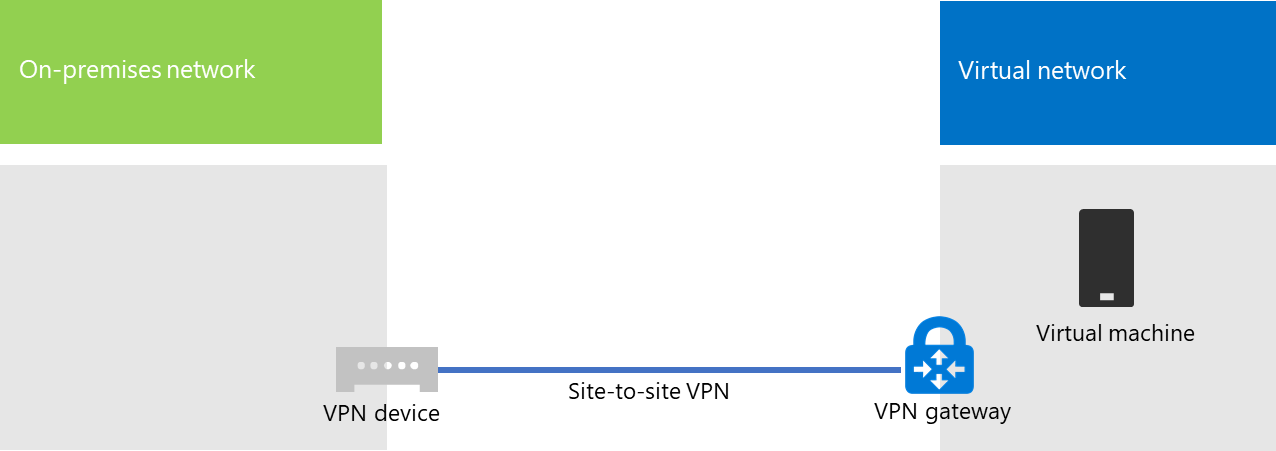 On-premises network
Virtual network
Virtual machine
Site-to-site VPN
VPN device
VPN gateway